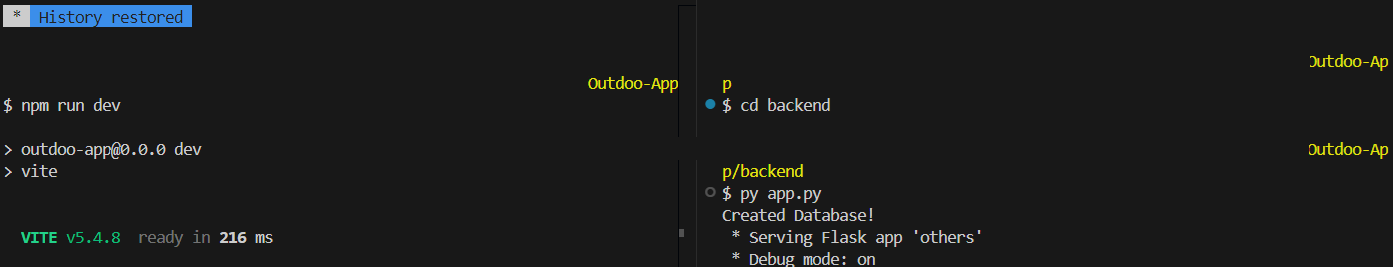 * History restored
Outdoo-App
$ npm run dev
> outdoo-app@0.0.0 dev
> vite
VITE v5.4.8 ready in 216 ms
Outdoo-Ap
p
$ cd backend
Outdoo-Ap
p/backend
$ py app.py
Created Database!
* Serving Flask app 'others'
* Debug mode: on